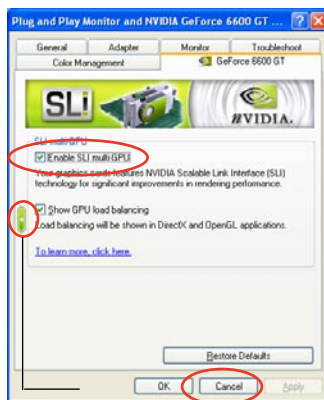 Plug and Play Monitor and NVIDIA GeForce 6600 GT ...
General Adapter Monitor Troubleshoot
Color Management GeForce 6600 GT
SLI NVIDIA.
SLI multi-GPU
Enable SLI multi-GPU
Your graphics cards features NVIDIA Scalable Link Interface (SLI)
technology for significant improvements in rendering performance.
Show GPU load balancing
Load balancing will be shown in DirectX and OpenGL applications.
To learn more, click here.
Restore Defaults
OK Cancel Apply